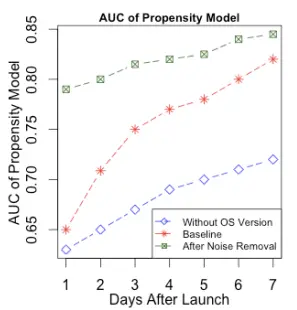 AUC of Propensity Model
AUC of Propensity Model
0.85
0.80
0.75
0.70
0.65
Without OS Version
Baseline
After Noise Removal
1 2 3 4 5 6 7
Days After Launch